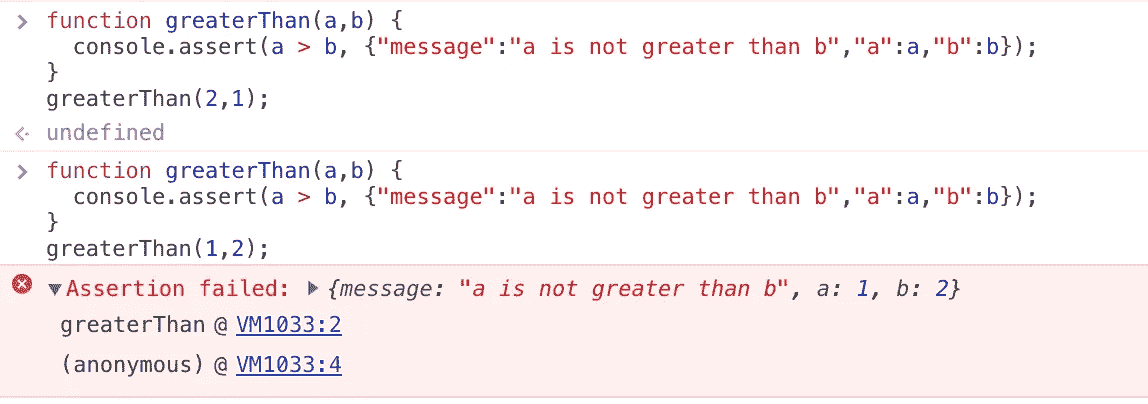 function greaterThan(a,b) {
  console.assert(a > b, {"message":"a is not greater than b","a":a,"b":b});
}
greaterThan(2,1);
undefined
function greaterThan(a,b) {
  console.assert(a > b, {"message":"a is not greater than b","a":a,"b":b});
}
greaterThan(1,2);
Assertion failed: {message: "a is not greater than b", a: 1, b: 2}
greaterThan @ VM1033:2
(anonymous) @ VM1033:4